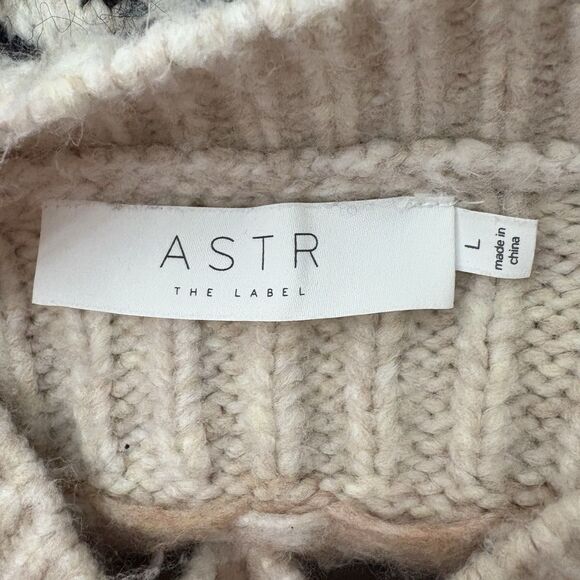 ASTR
THE LABEL
L
made in
china